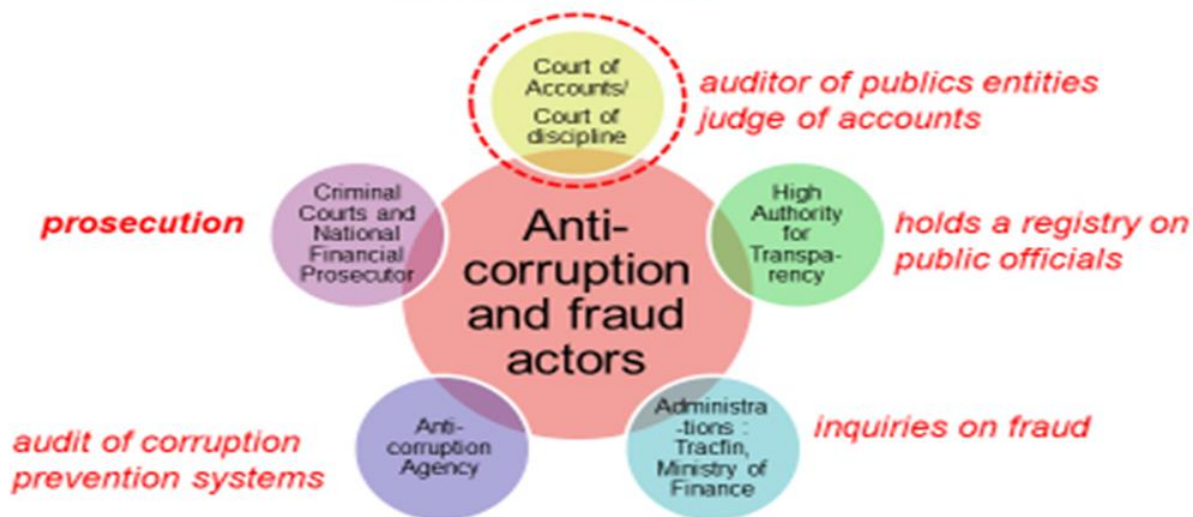 Court of
Accounts/
Court of
discipline
auditor of publics entities
judge of accounts
Criminal
Courts and
National
Financial
Prosecutor
prosecution
High
Authority
for
Transpa-
rency
holds a registry on
public officials
Anti-
corruption
and fraud
actors
Anti-
corruption
Agency
audit of corruption
prevention systems
Administra
-tions :
Tracfin,
Ministry of
Finance
inquiries on fraud